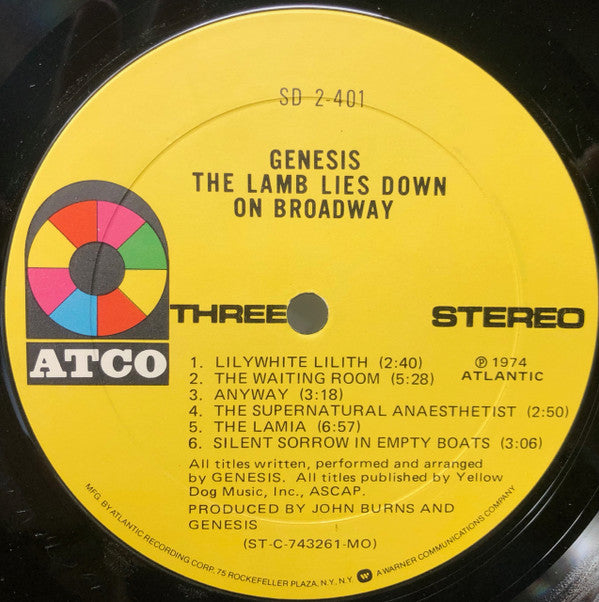 SD 2-401
GENESIS
THE LAMB LIES DOWN
ON BROADWAY
ATCO
THREE
STEREO
1. LILYWHITE LILITH (2:40)
2. THE WAITING ROOM (5:28)
3. ANYWAY (3:18)
4. THE SUPERNATURAL ANAESTHETIST (2:50)
5. THE LAMIA (6:57)
6. SILENT SORROW IN EMPTY BOATS (3:06)
℗ 1974
ATLANTIC
All titles written, performed and arranged
by GENESIS. All titles published by Yellow
Dog Music, Inc., ASCAP.
PRODUCED BY JOHN BURNS AND
GENESIS
(ST-C-743261-MO)
MFG. BY ATLANTIC RECORDING CORP. 75 ROCKEFELLER PLAZA, N.Y., N.Y. W A WARNER COMMUNICATIONS COMPANY